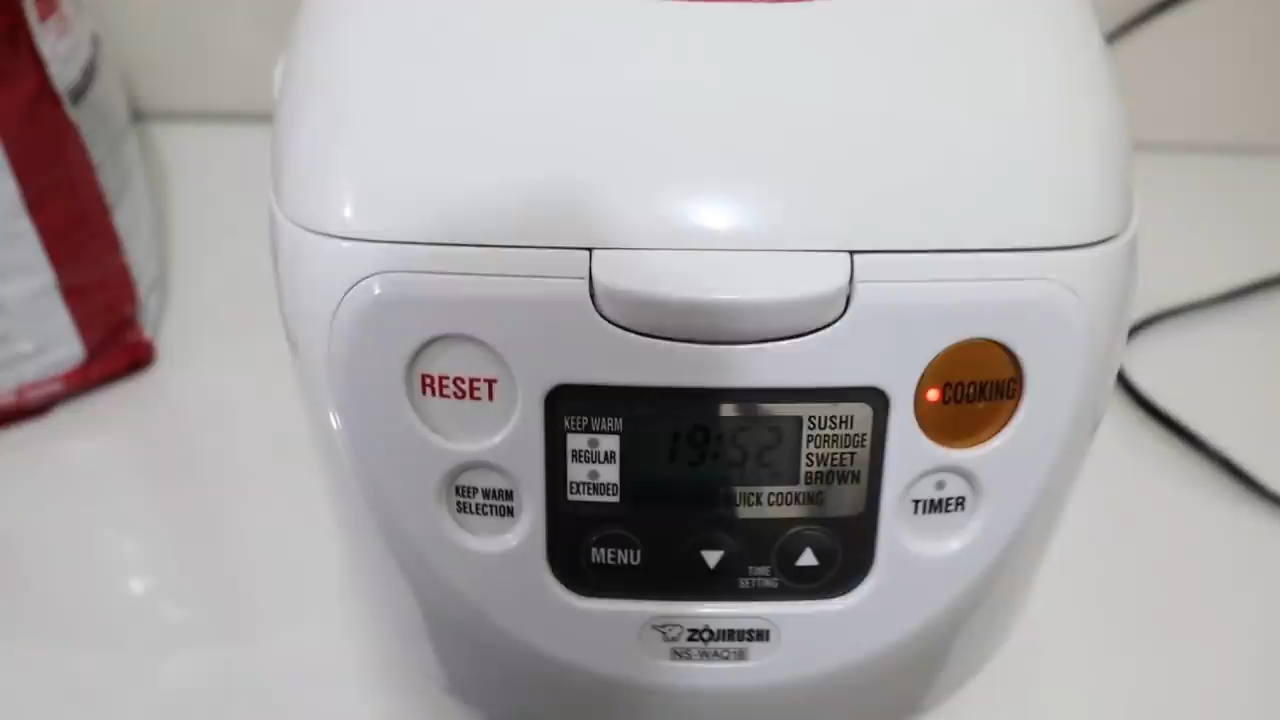 RESET
COOKING
KEEP WARM
REGULAR
EXTENDED
19:52
SUSHI
PORRIDGE
SWEET
BROWN
QUICK COOKING
KEEP WARM
SELECTION
TIMER
MENU
▼
▲
TIME
SETTING
ZOJIRUSHI
NS-WAQ18